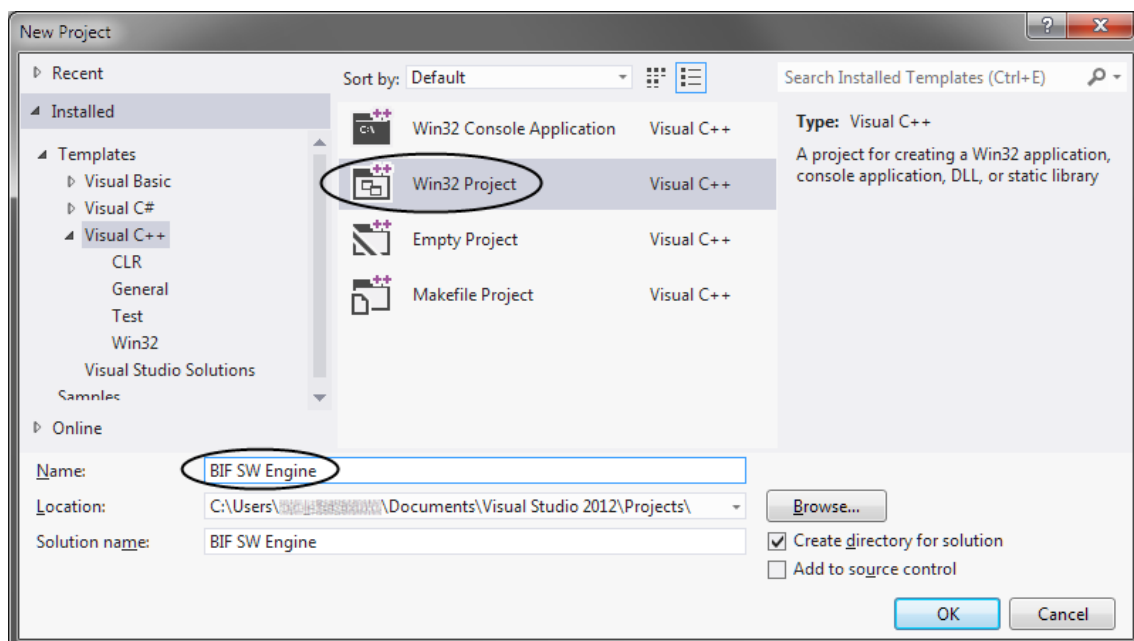 New Project
Recent
Installed
Templates
Visual Basic
Visual C#
Visual C++
CLR
General
Test
Win32
Visual Studio Solutions
Samples
Online
Sort by: Default
Win32 Console Application Visual C++
Win32 Project Visual C++
Empty Project Visual C++
Makefile Project Visual C++
Search Installed Templates (Ctrl+E)
Type: Visual C++
A project for creating a Win32 application,
console application, DLL, or static library
Name: BIF SW Engine
Location: C:\Users\ \Documents\Visual Studio 2012\Projects\
Browse...
Solution name: BIF SW Engine
Create directory for solution
Add to source control
OK Cancel